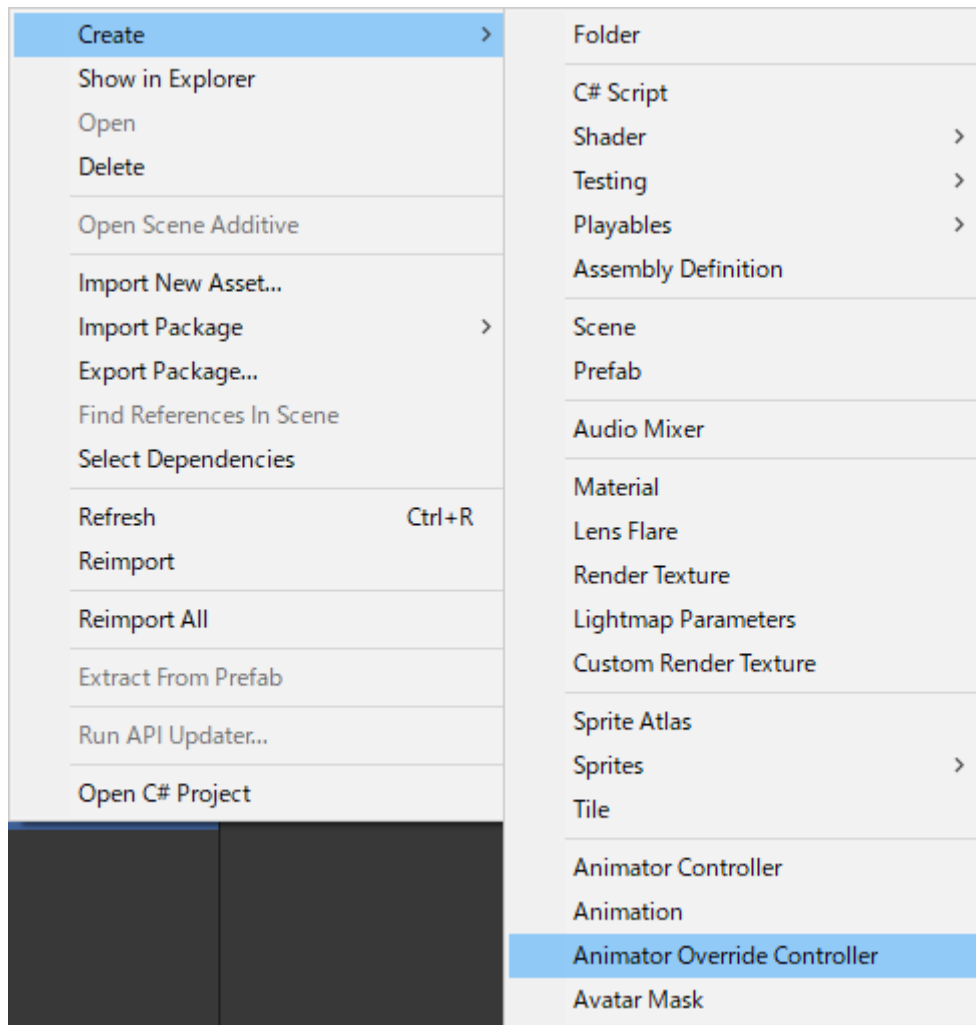 Create
Show in Explorer
Open
Delete
Open Scene Additive
Import New Asset...
Import Package
Export Package...
Find References In Scene
Select Dependencies
Refresh Ctrl+R
Reimport
Reimport All
Extract From Prefab
Run API Updater...
Open C# Project
Folder
C# Script
Shader
Testing
Playables
Assembly Definition
Scene
Prefab
Audio Mixer
Material
Lens Flare
Render Texture
Lightmap Parameters
Custom Render Texture
Sprite Atlas
Sprites
Tile
Animator Controller
Animation
Animator Override Controller
Avatar Mask